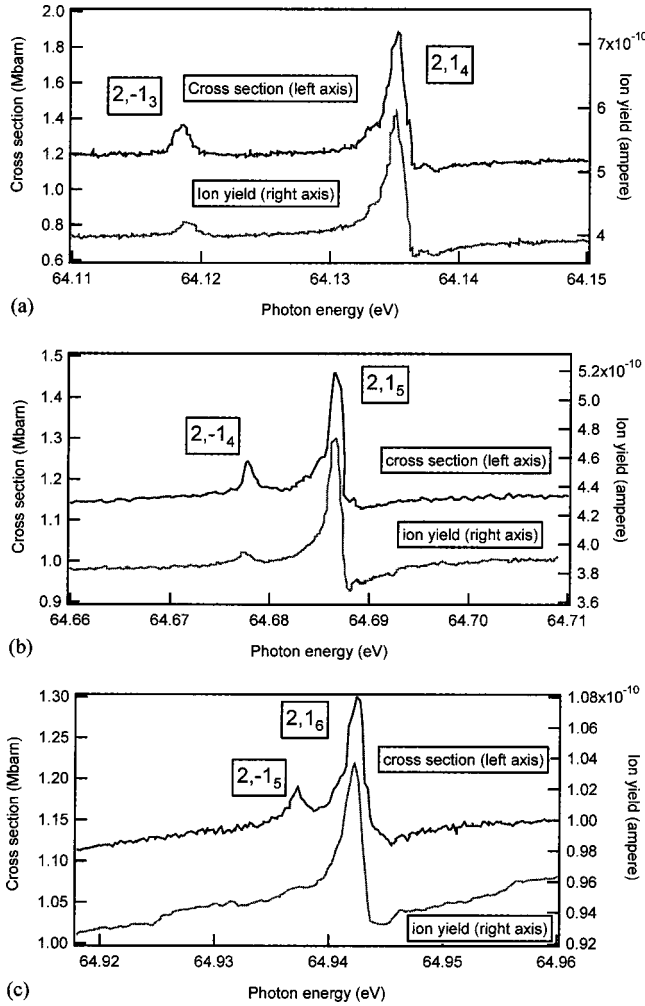 2.0
1.8
1.6
1.4
1.2
1.0
0.8
0.6
Cross section (Mbarn)
2,-1₃
2,1₄
Cross Section (left axis)
Ion yield (right axis)
7x10⁻¹⁰
6
5
4
Ion yield (ampere)
64.11 64.12 64.13 64.14 64.15
(a) Photon energy (eV)
1.5
1.4
1.3
1.2
1.1
1.0
0.9
Cross section (Mbarn)
2,-1₄
2,1₅
cross section (left axis)
ion yield (right axis)
5.2x10⁻¹⁰
5.0
4.8
4.6
4.4
4.2
4.0
3.8
3.6
Ion yield (ampere)
64.66 64.67 64.68 64.69 64.70 64.71
(b) Photon energy (eV)
1.30
1.25
1.20
1.15
1.10
1.05
1.00
Cross section (Mbarn)
2,1₆
2,-1₅
cross section (left axis)
ion yield (right axis)
1.08x10⁻¹⁰
1.06
1.04
1.02
1.00
0.98
0.96
0.94
0.92
Ion yield (ampere)
64.92 64.93 64.94 64.95 64.96
(c) Photon energy (eV)